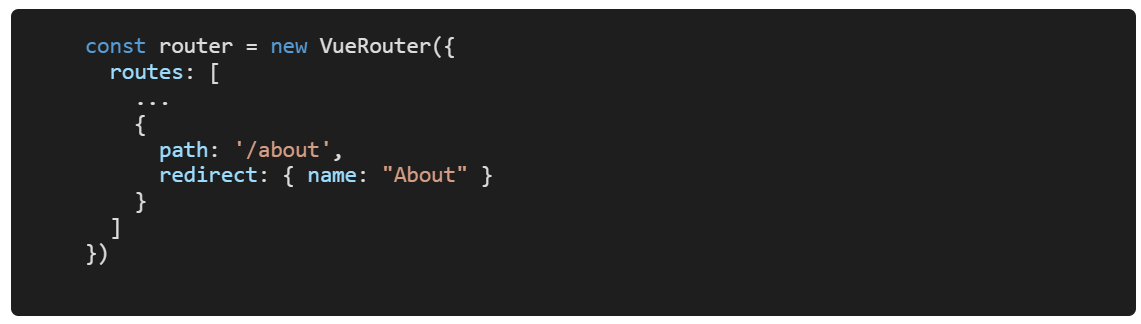 const router = new VueRouter({
  routes: [
    ...
    {
      path: '/about',
      redirect: { name: "About" }
    }
  ]
})